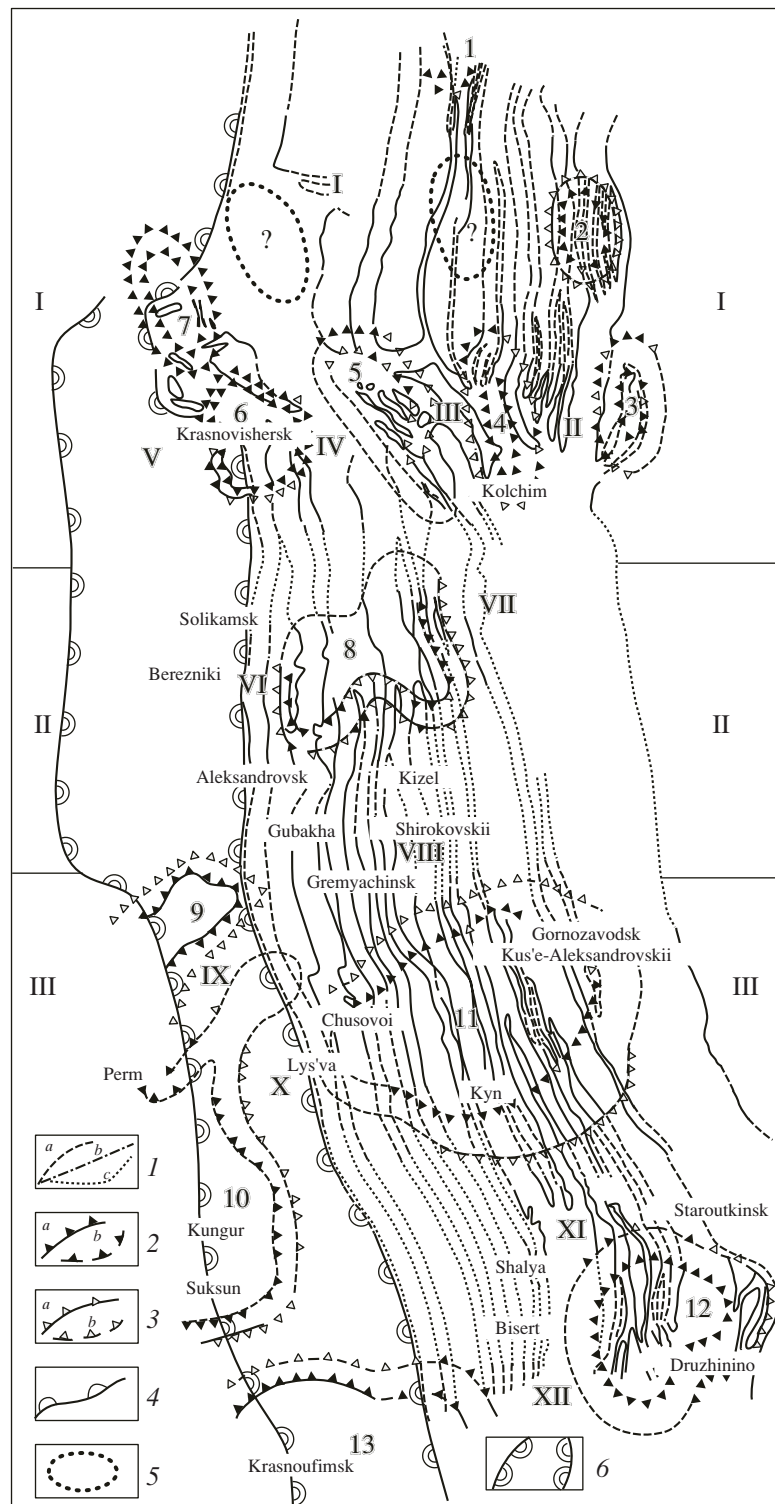 1
I
?
?
2
I
I
7
5
III
4
II
3
6
Krasnovishersk
IV
V
Kolchim
VII
Solikamsk
8
Berezniki
VI
II
II
Aleksandrovsk
Kizel
Gubakha
Shirokovskii
VIII
Gremyachinsk
9
Gornozavodsk
Kus'e-Aleksandrovskii
IX
III
III
Chusovoi
11
Lys'va
Perm
X
Kyn
a b c 1
10
Staroutkinsk
a b 2
Kungur
XI
Suksun
Shalya
12
a b 3
Bisert
Druzhinino
4
XII
13
5
Krasnoufimsk
6